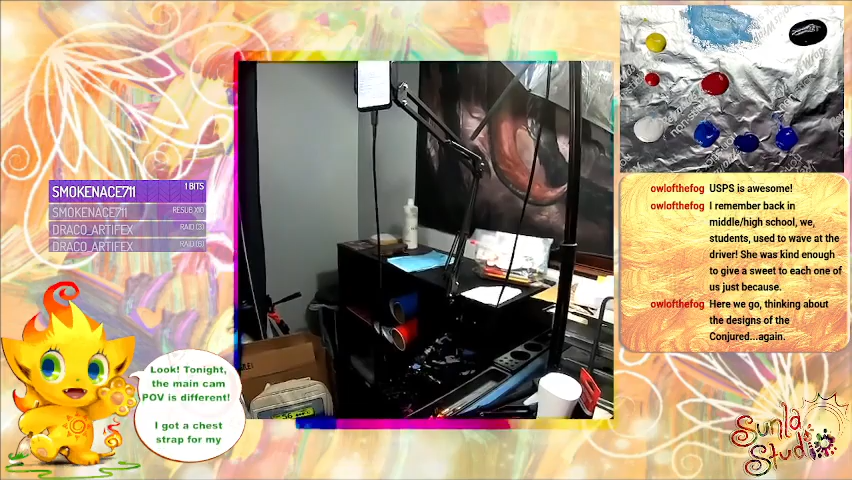 SMOKENACE711 1 BITS
SMOKENACE711 RESUB X10
DRACO_ARTIFEX RAID (3)
DRACO_ARTIFEX
Look! Tonight,
the main cam
POV is different!
I got a chest
strap for my
owlofthefog USPS is awesome!
owlofthefog I remember back in
middle/high school, we,
students, used to wave at the
driver! She was kind enough
to give a sweet to each one of
us just because.
owlofthefog Here we go, thinking about
the designs of the
Conjured...again.
Sunla
Studio